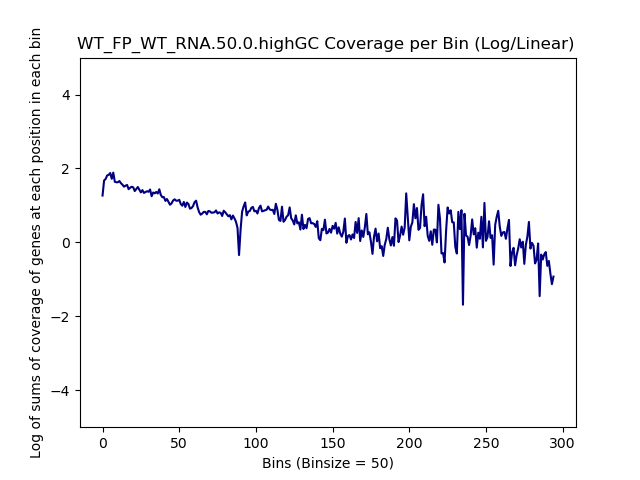 WT_FP_WT_RNA.50.0.highGC Coverage per Bin (Log/Linear)
Log of sums of coverage of genes at each position in each bin
4
2
0
−2
−4
0 50 100 150 200 250 300
Bins (Binsize = 50)